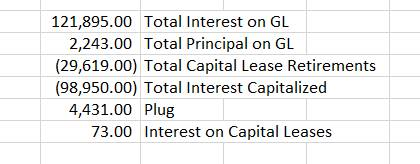 121,895.00 Total Interest on GL
2,243.00 Total Principal on GL
(29,619.00) Total Capital Lease Retirements
(98,950.00) Total Interest Capitalized
4,431.00 Plug
73.00 Interest on Capital Leases